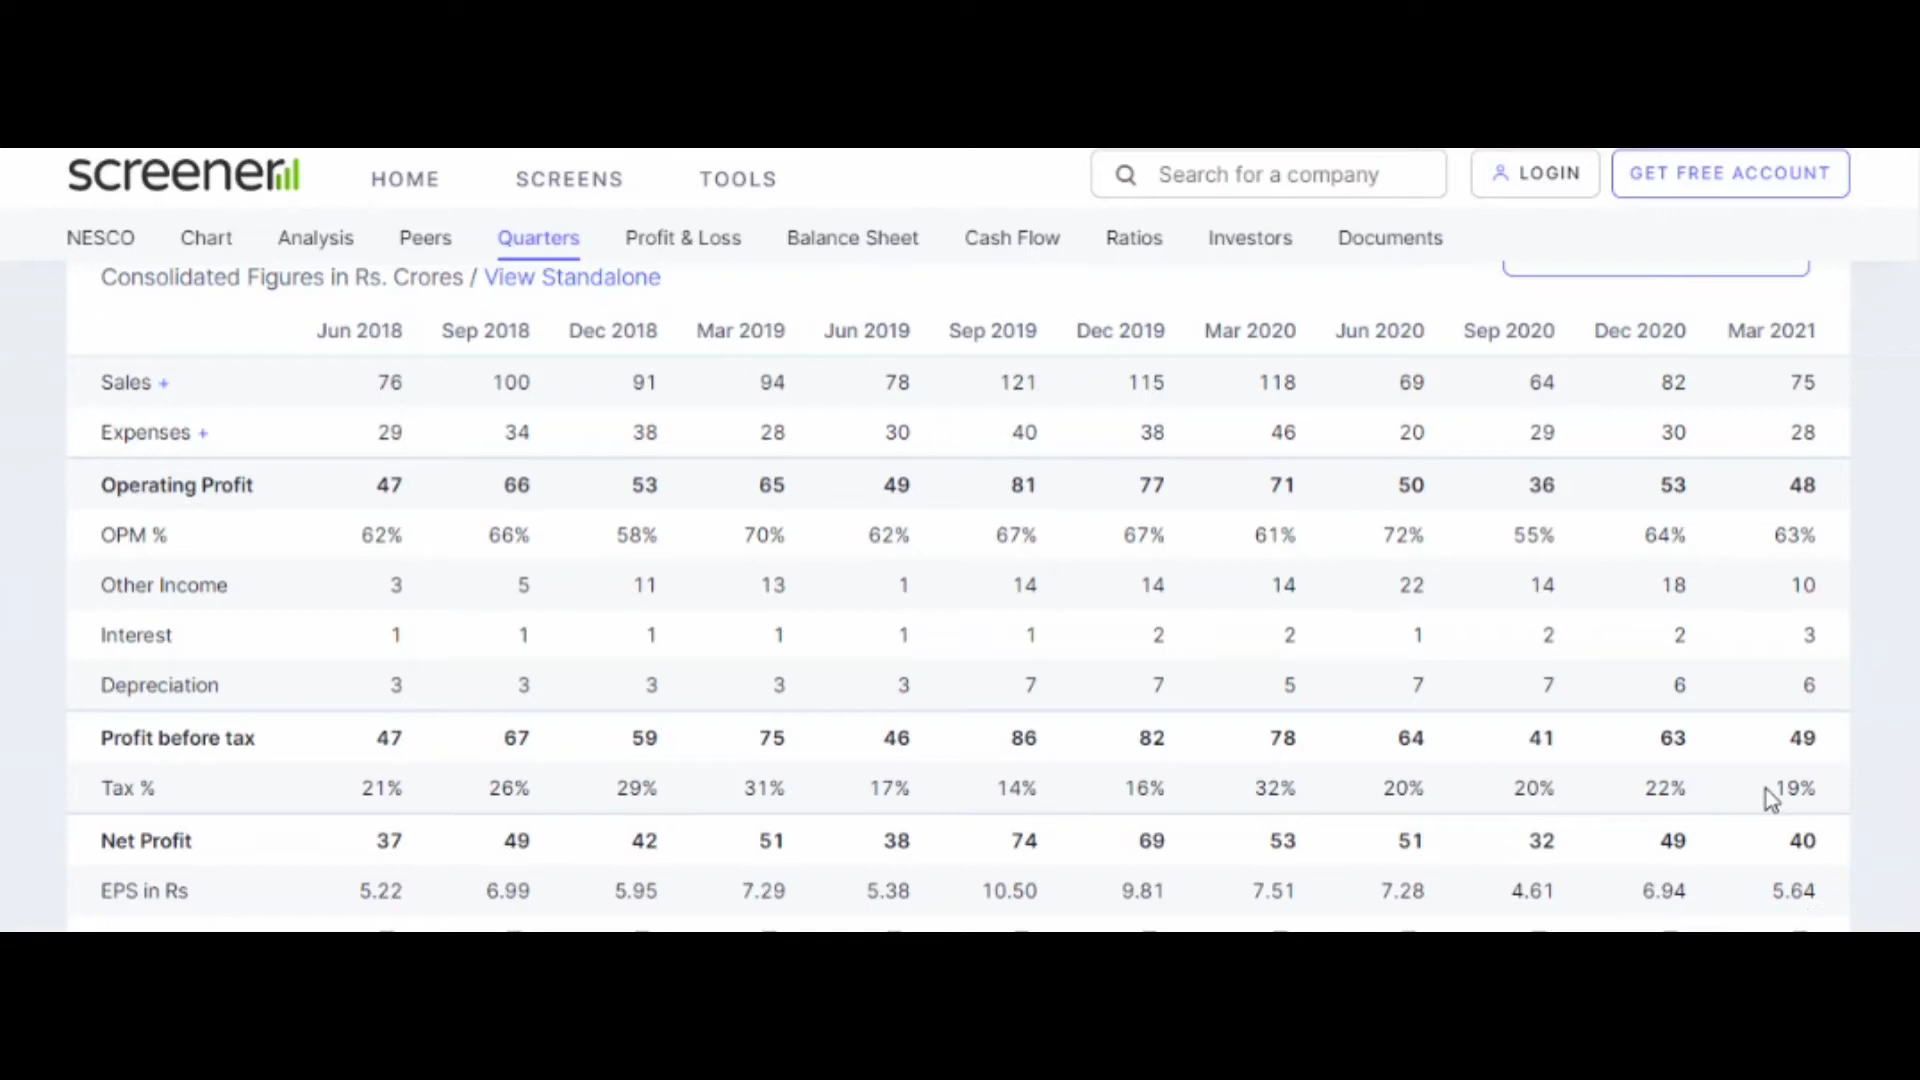 screener HOME SCREENS TOOLS Search for a company LOGIN GET FREE ACCOUNT
NESCO Chart Analysis Peers Quarters Profit & Loss Balance Sheet Cash Flow Ratios Investors Documents
Consolidated Figures in Rs. Crores / View Standalone
Jun 2018 Sep 2018 Dec 2018 Mar 2019 Jun 2019 Sep 2019 Dec 2019 Mar 2020 Jun 2020 Sep 2020 Dec 2020 Mar 2021
Sales + 76 100 91 94 78 121 115 118 69 64 82 75
Expenses + 29 34 38 28 30 40 38 46 20 29 30 28
Operating Profit 47 66 53 65 49 81 77 71 50 36 53 48
OPM % 62% 66% 58% 70% 62% 67% 67% 61% 72% 55% 64% 63%
Other Income 3 5 11 13 1 14 14 14 22 14 18 10
Interest 1 1 1 1 1 1 2 2 1 2 2 3
Depreciation 3 3 3 3 3 7 7 5 7 7 6 6
Profit before tax 47 67 59 75 46 86 82 78 64 41 63 49
Tax % 21% 26% 29% 31% 17% 14% 16% 32% 20% 20% 22% 19%
Net Profit 37 49 42 51 38 74 69 53 51 32 49 40
EPS in Rs 5.22 6.99 5.95 7.29 5.38 10.50 9.81 7.51 7.28 4.61 6.94 5.64